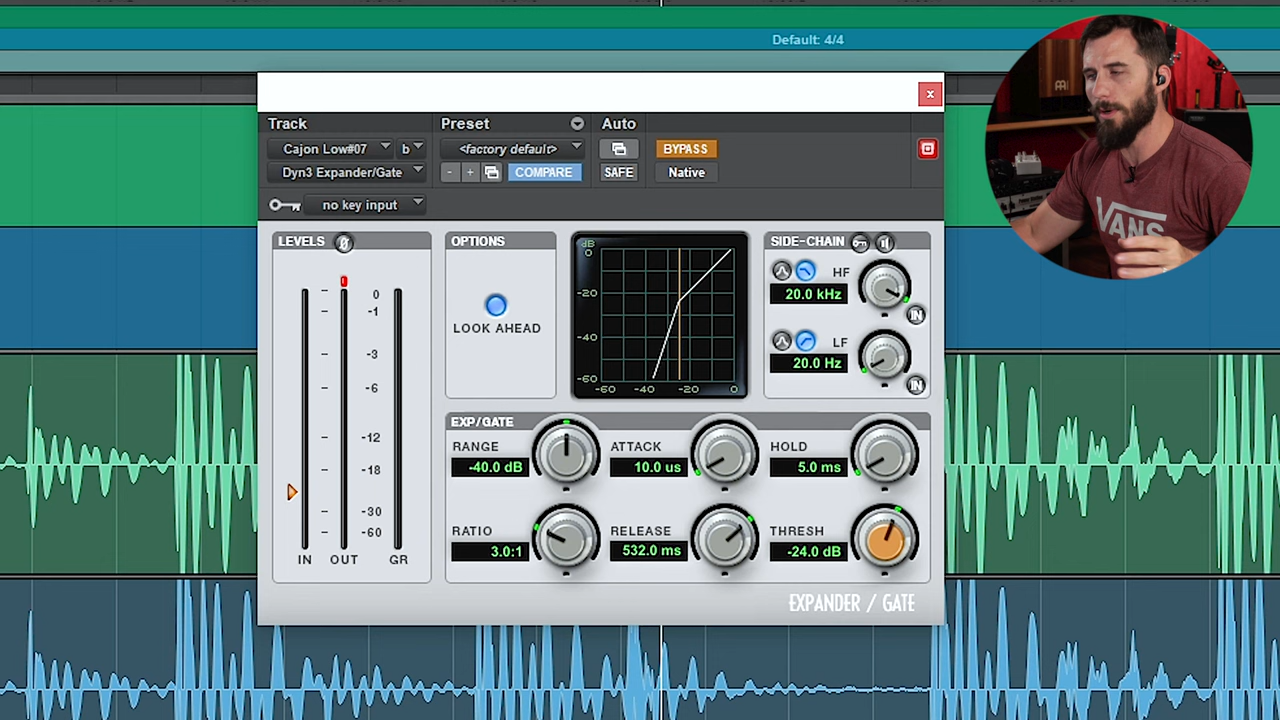 Default: 4/4
x
Track Preset Auto
Cajon Low#07 b <factory default> BYPASS
Dyn3 Expander/Gate - + COMPARE SAFE Native
no key input
LEVELS Ø OPTIONS SIDE-CHAIN
LOOK AHEAD
dB
0
-20
-40
-60
-60 -40 -20 0
HF
20.0 kHz
IN
LF
20.0 Hz
IN
0
-1
-3
-6
-12
-18
-30
-60
IN OUT GR
EXP/GATE
RANGE ATTACK HOLD
-40.0 dB 10.0 us 5.0 ms
RATIO RELEASE THRESH
3.0:1 532.0 ms -24.0 dB
EXPANDER / GATE
VANS